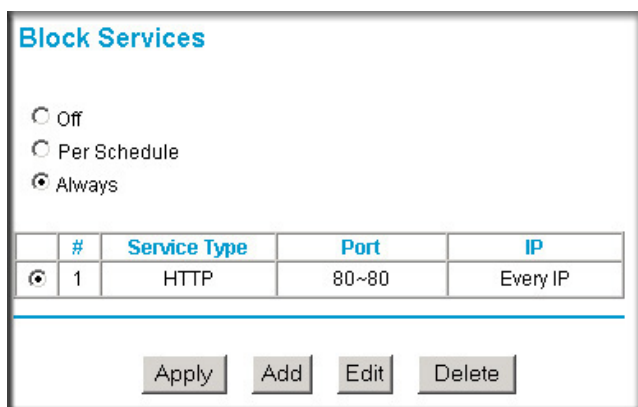 Block Services
Off
Per Schedule
Always
# Service Type Port IP
1 HTTP 80~80 Every IP
Apply Add Edit Delete